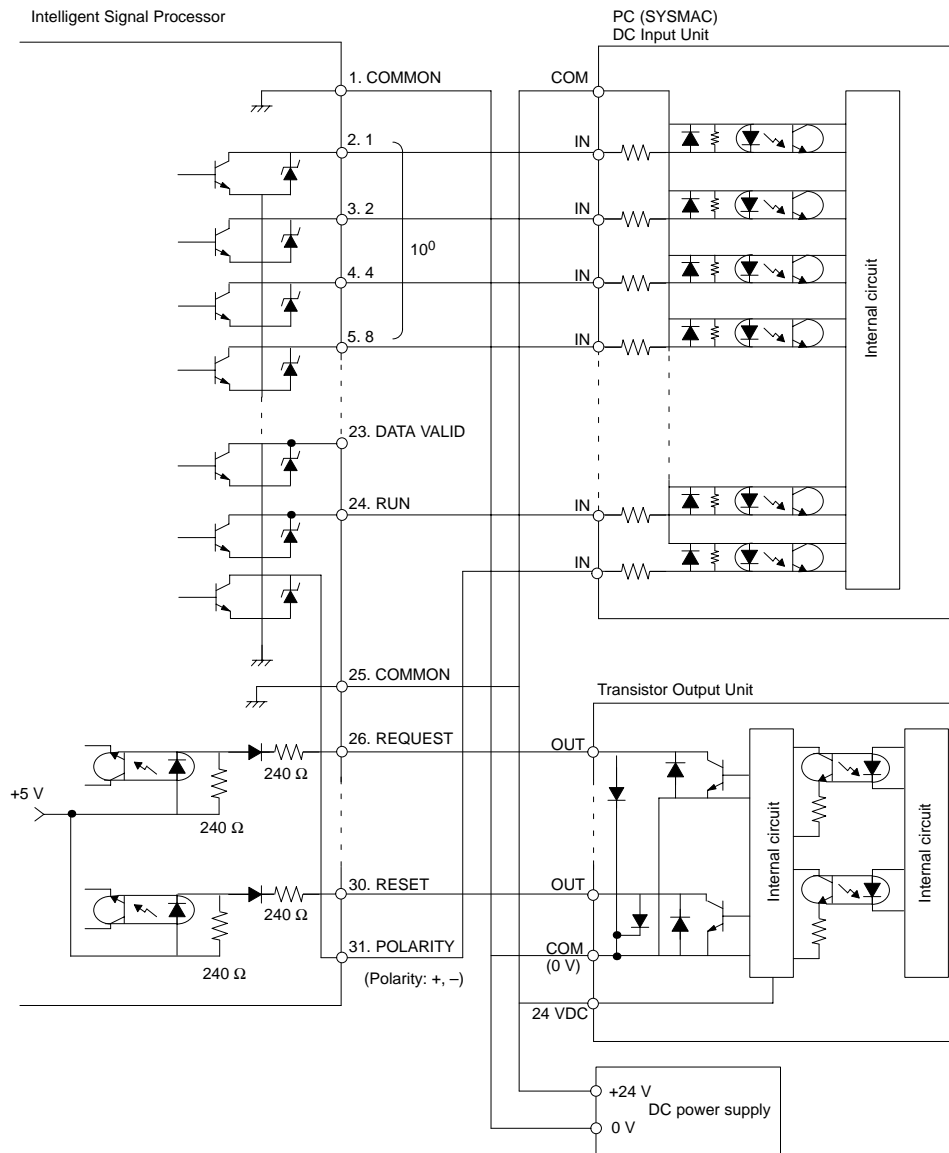 Intelligent Signal Processor
PC (SYSMAC)
DC Input Unit
1. COMMON
COM
2. 1
IN
3. 2
IN
10⁰
4. 4
IN
5. 8
IN
Internal circuit
23. DATA VALID
24. RUN
IN
IN
25. COMMON
Transistor Output Unit
26. REQUEST
OUT
240 Ω
+5 V
240 Ω
Internal circuit
Internal circuit
30. RESET
OUT
240 Ω
31. POLARITY
COM
(0 V)
240 Ω
(Polarity: +, –)
24 VDC
+24 V
DC power supply
0 V